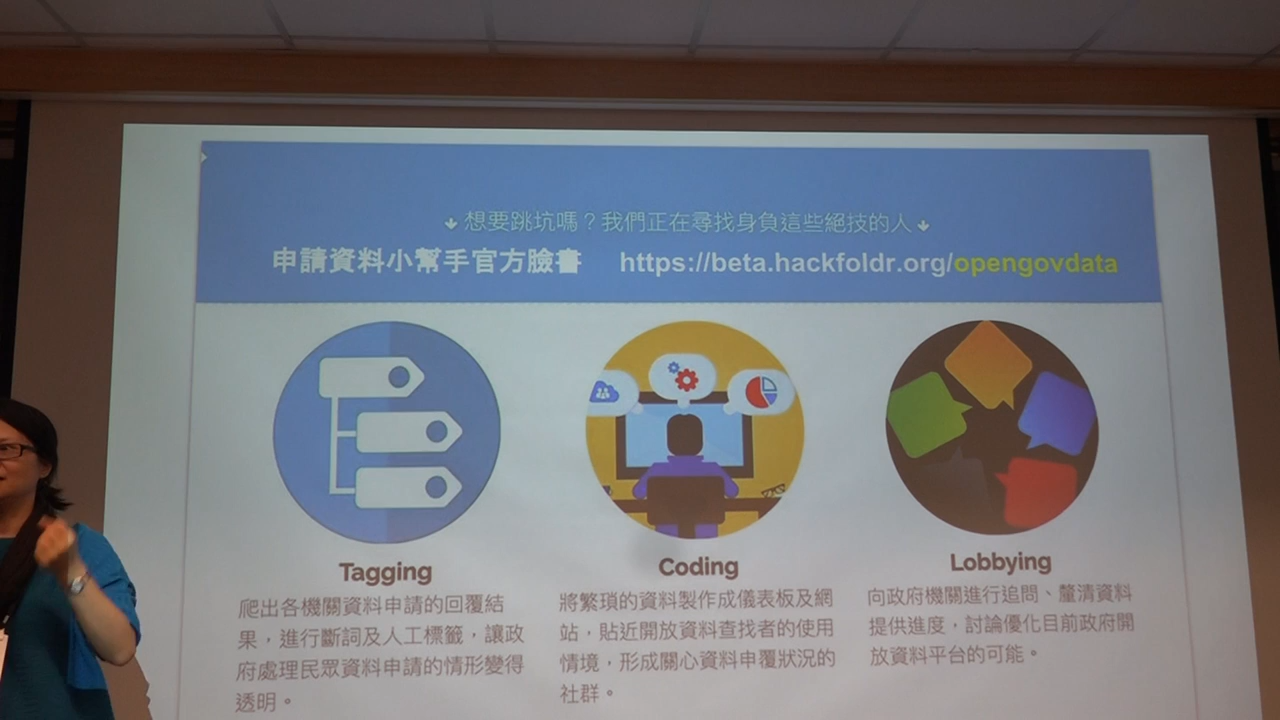 想要跳坑嗎？我們正在尋找身負這些絕技的人
申請資料小幫手官方臉書 https://beta.hackfoldr.org/opengovdata
Tagging
爬出各機關資料申請的回覆結
果，進行斷詞及人工標籤，讓政
府處理民眾資料申請的情形變得
透明。
Coding
將繁瑣的資料製作成儀表板及網
站，貼近開放資料查找者的使用
情境，形成關心資料申覆狀況的
社群。
Lobbying
向政府機關進行追問、釐清資料
提供進度，討論優化目前政府開
放資料平台的可能。